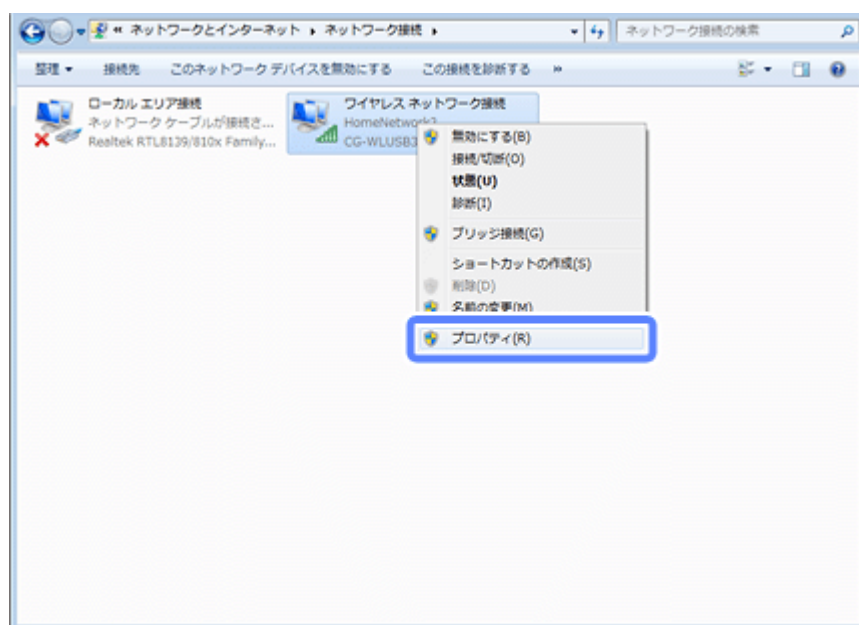 « ネットワークとインターネット ▸ ネットワーク接続 ▸
ネットワーク接続の検索
整理 ▼ 接続先 このネットワーク デバイスを無効にする この接続を診断する »
ローカル エリア接続
ネットワーク ケーブルが接続さ...
Realtek RTL8139/810x Family...
ワイヤレス ネットワーク接続
HomeNetwork2
CG-WLUSB3
無効にする(B)
接続/切断(O)
状態(U)
診断(I)
ブリッジ接続(G)
ショートカットの作成(S)
削除(D)
名前の変更(M)
プロパティ(R)